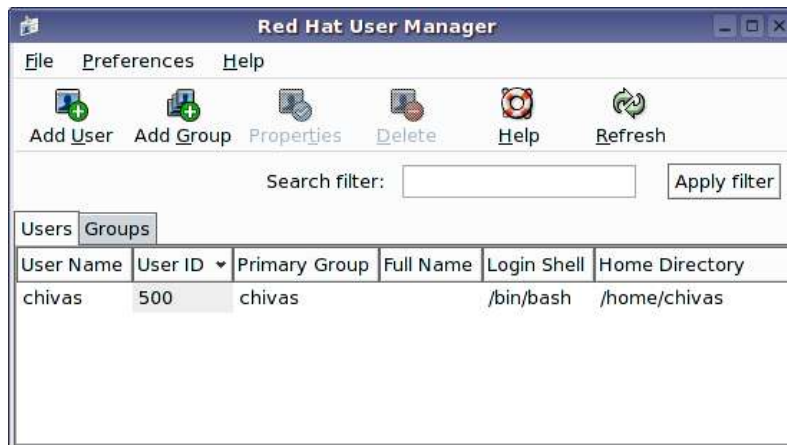 Red Hat User Manager
File Preferences Help
Add User Add Group Properties Delete Help Refresh
Search filter: Apply filter
Users Groups
User Name User ID Primary Group Full Name Login Shell Home Directory
chivas 500 chivas /bin/bash /home/chivas